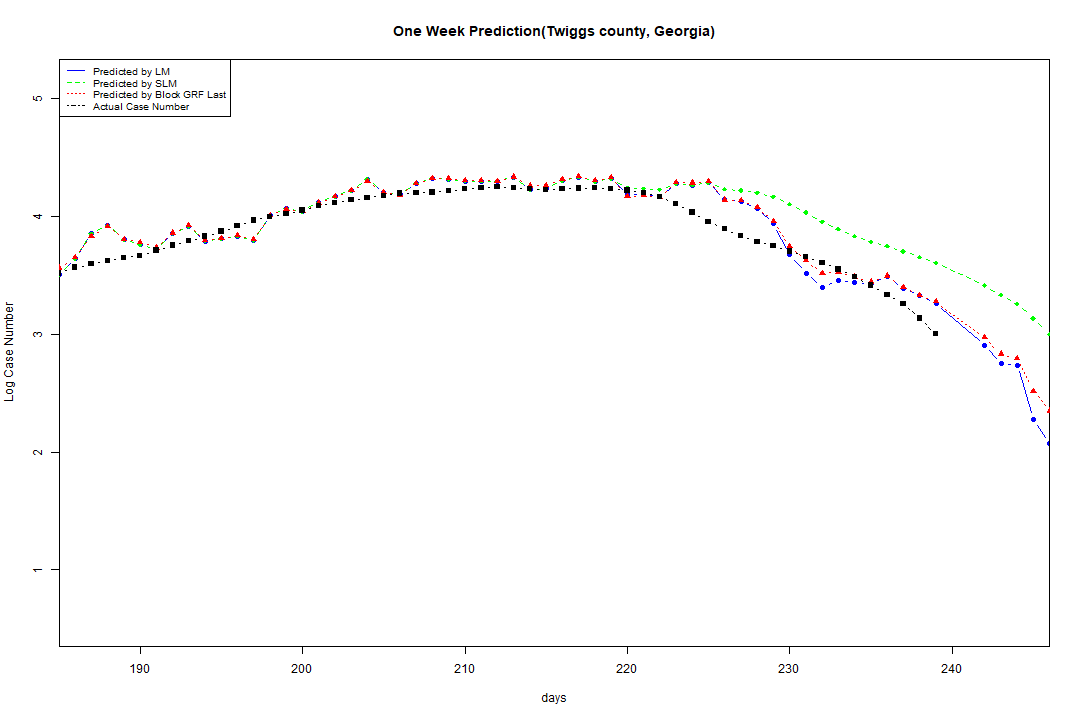 One Week Prediction(Twiggs county, Georgia)
Predicted by LM
Predicted by SLM
Predicted by Block GRF Last
Actual Case Number
5
4
3
2
1
Log Case Number
190 200 210 220 230 240
days